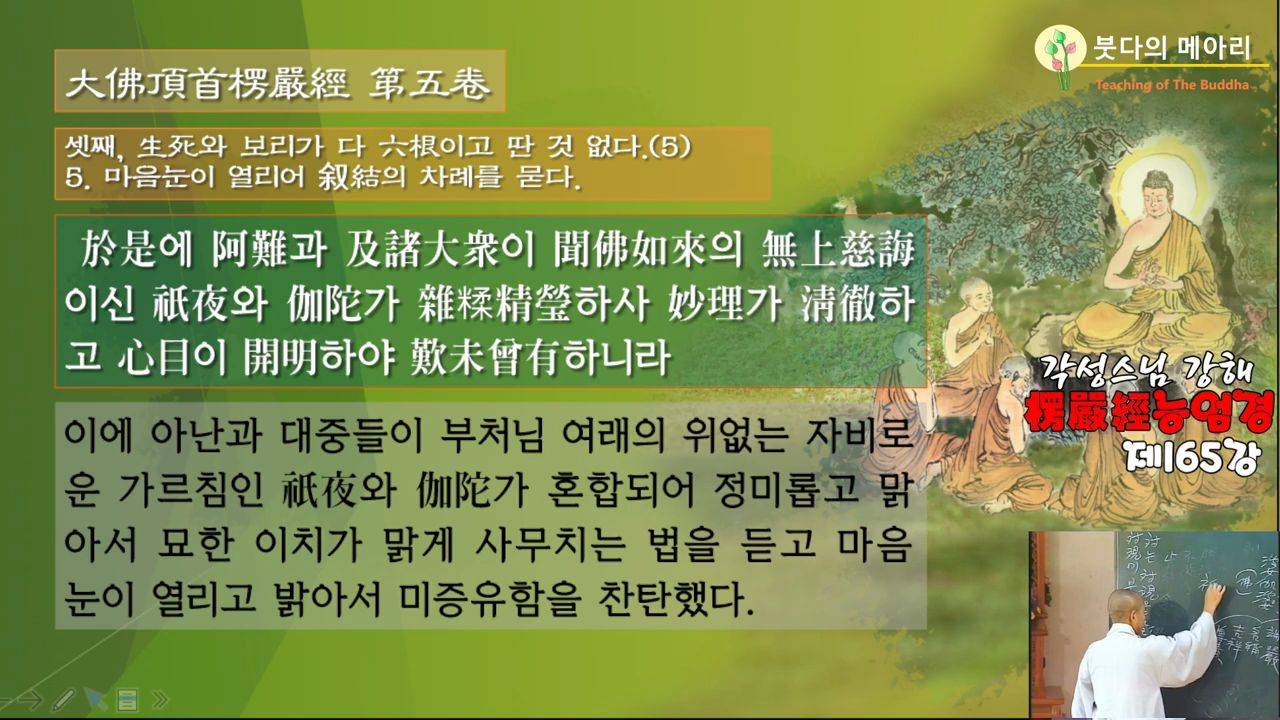 大佛頂首楞嚴經 第五卷
셋째, 生死와 보리가 다 六根이고 딴 것 없다.(5)
5. 마음눈이 열리어 叙結의 차례를 묻다.
於是에 阿難과 及諸大衆이 聞佛如來의 無上慈誨
이신 祇夜와 伽陀가 雜糅精瑩하사 妙理가 淸徹하
고 心目이 開明하야 歎未曾有하니라
이에 아난과 대중들이 부처님 여래의 위없는 자비로
운 가르침인 祇夜와 伽陀가 혼합되어 정미롭고 맑
아서 묘한 이치가 맑게 사무치는 법을 듣고 마음
눈이 열리고 밝아서 미증유함을 찬탄했다.
붓다의 메아리
Teaching of The Buddha
각성스님 강해
楞嚴經능엄경
제165강
吉祥